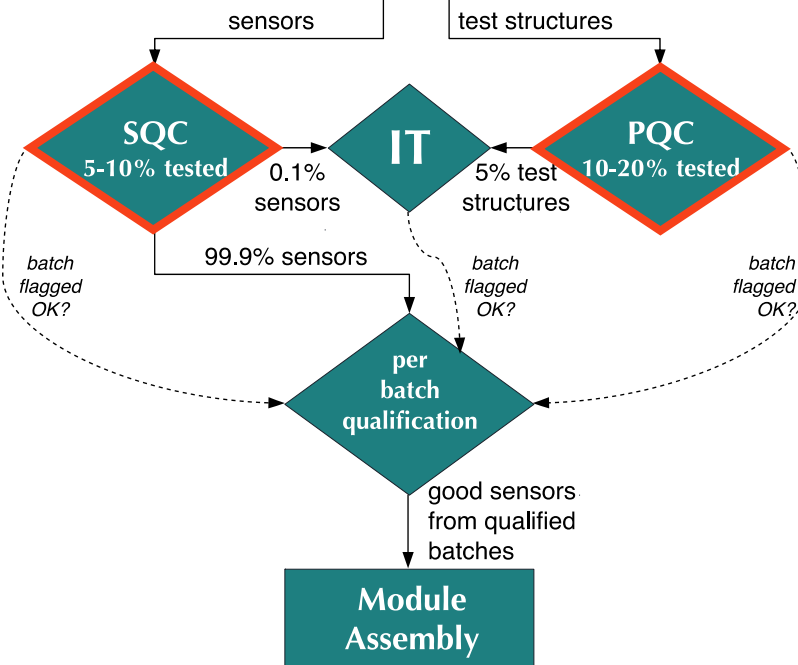 sensors
test structures
SQC
5-10% tested
IT
PQC
10-20% tested
0.1%
sensors
5% test
structures
99.9% sensors
batch
flagged
OK?
batch
flagged
OK?
batch
flagged
OK?
per
batch
qualification
good sensors
from qualified
batches
Module
Assembly